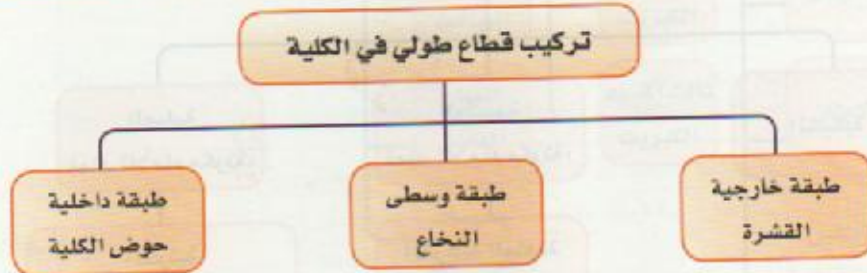 تركيب قطاع طولي في الكلية
طبقة خارجية
القشرة
طبقة وسطى
النخاع
طبقة داخلية
حوض الكلية